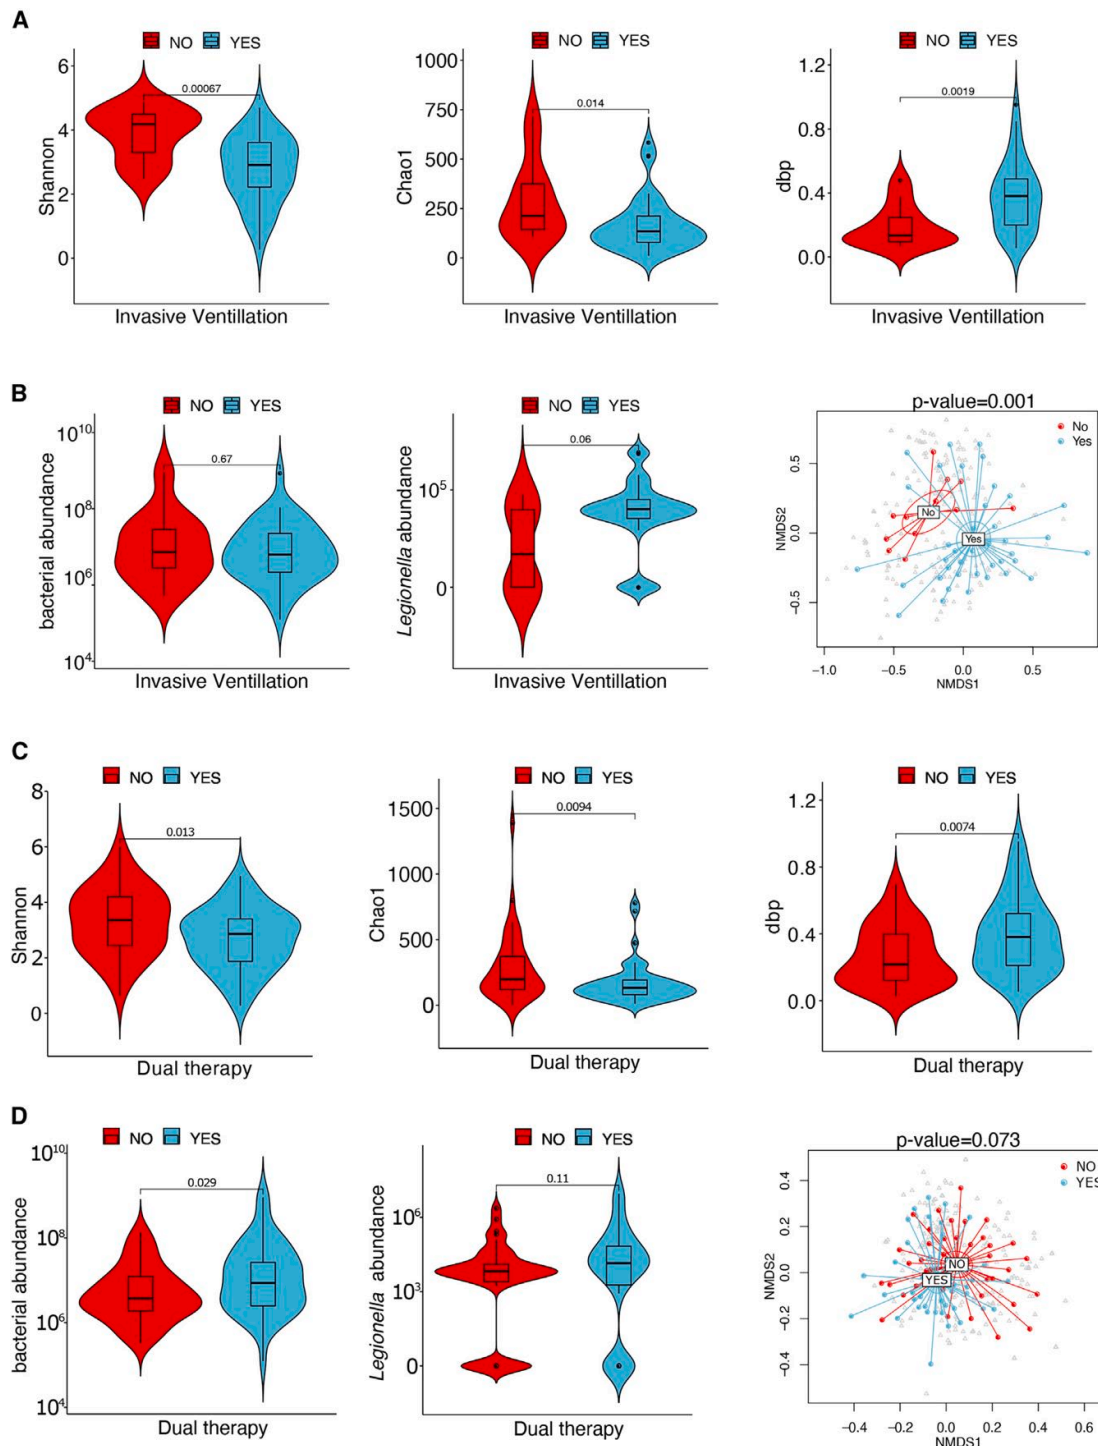 A
NO YES
6
4
2
0
0.00067
Shannon
Invasive Ventillation
NO YES
1000
750
500
250
0
0.014
Chao1
Invasive Ventillation
NO YES
1.2
0.8
0.4
0.0
0.0019
dbp
Invasive Ventillation
B
NO YES
10^10
10^8
10^6
10^4
0.67
bacterial abundance
Invasive Ventillation
NO YES
10^5
0
0.06
Legionella abundance
Invasive Ventillation
p-value=0.001
No
Yes
0.5
0.0
−0.5
NMDS2
No
Yes
−1.0 −0.5 0.0 0.5
NMDS1
C
NO YES
8
6
4
2
0
0.013
Shannon
Dual therapy
NO YES
1500
1000
500
0
0.0094
Chao1
Dual therapy
NO YES
1.2
0.8
0.4
0.0
0.0074
dbp
Dual therapy
D
NO YES
10^10
10^8
10^6
10^4
0.029
bacterial abundance
Dual therapy
NO YES
10^6
10^3
0
0.11
Legionella abundance
Dual therapy
p-value=0.073
NO
YES
0.4
0.2
0.0
−0.2
−0.4
NMDS2
NO
YES
−0.4 −0.2 0.0 0.2 0.4 0.6
NMDS1